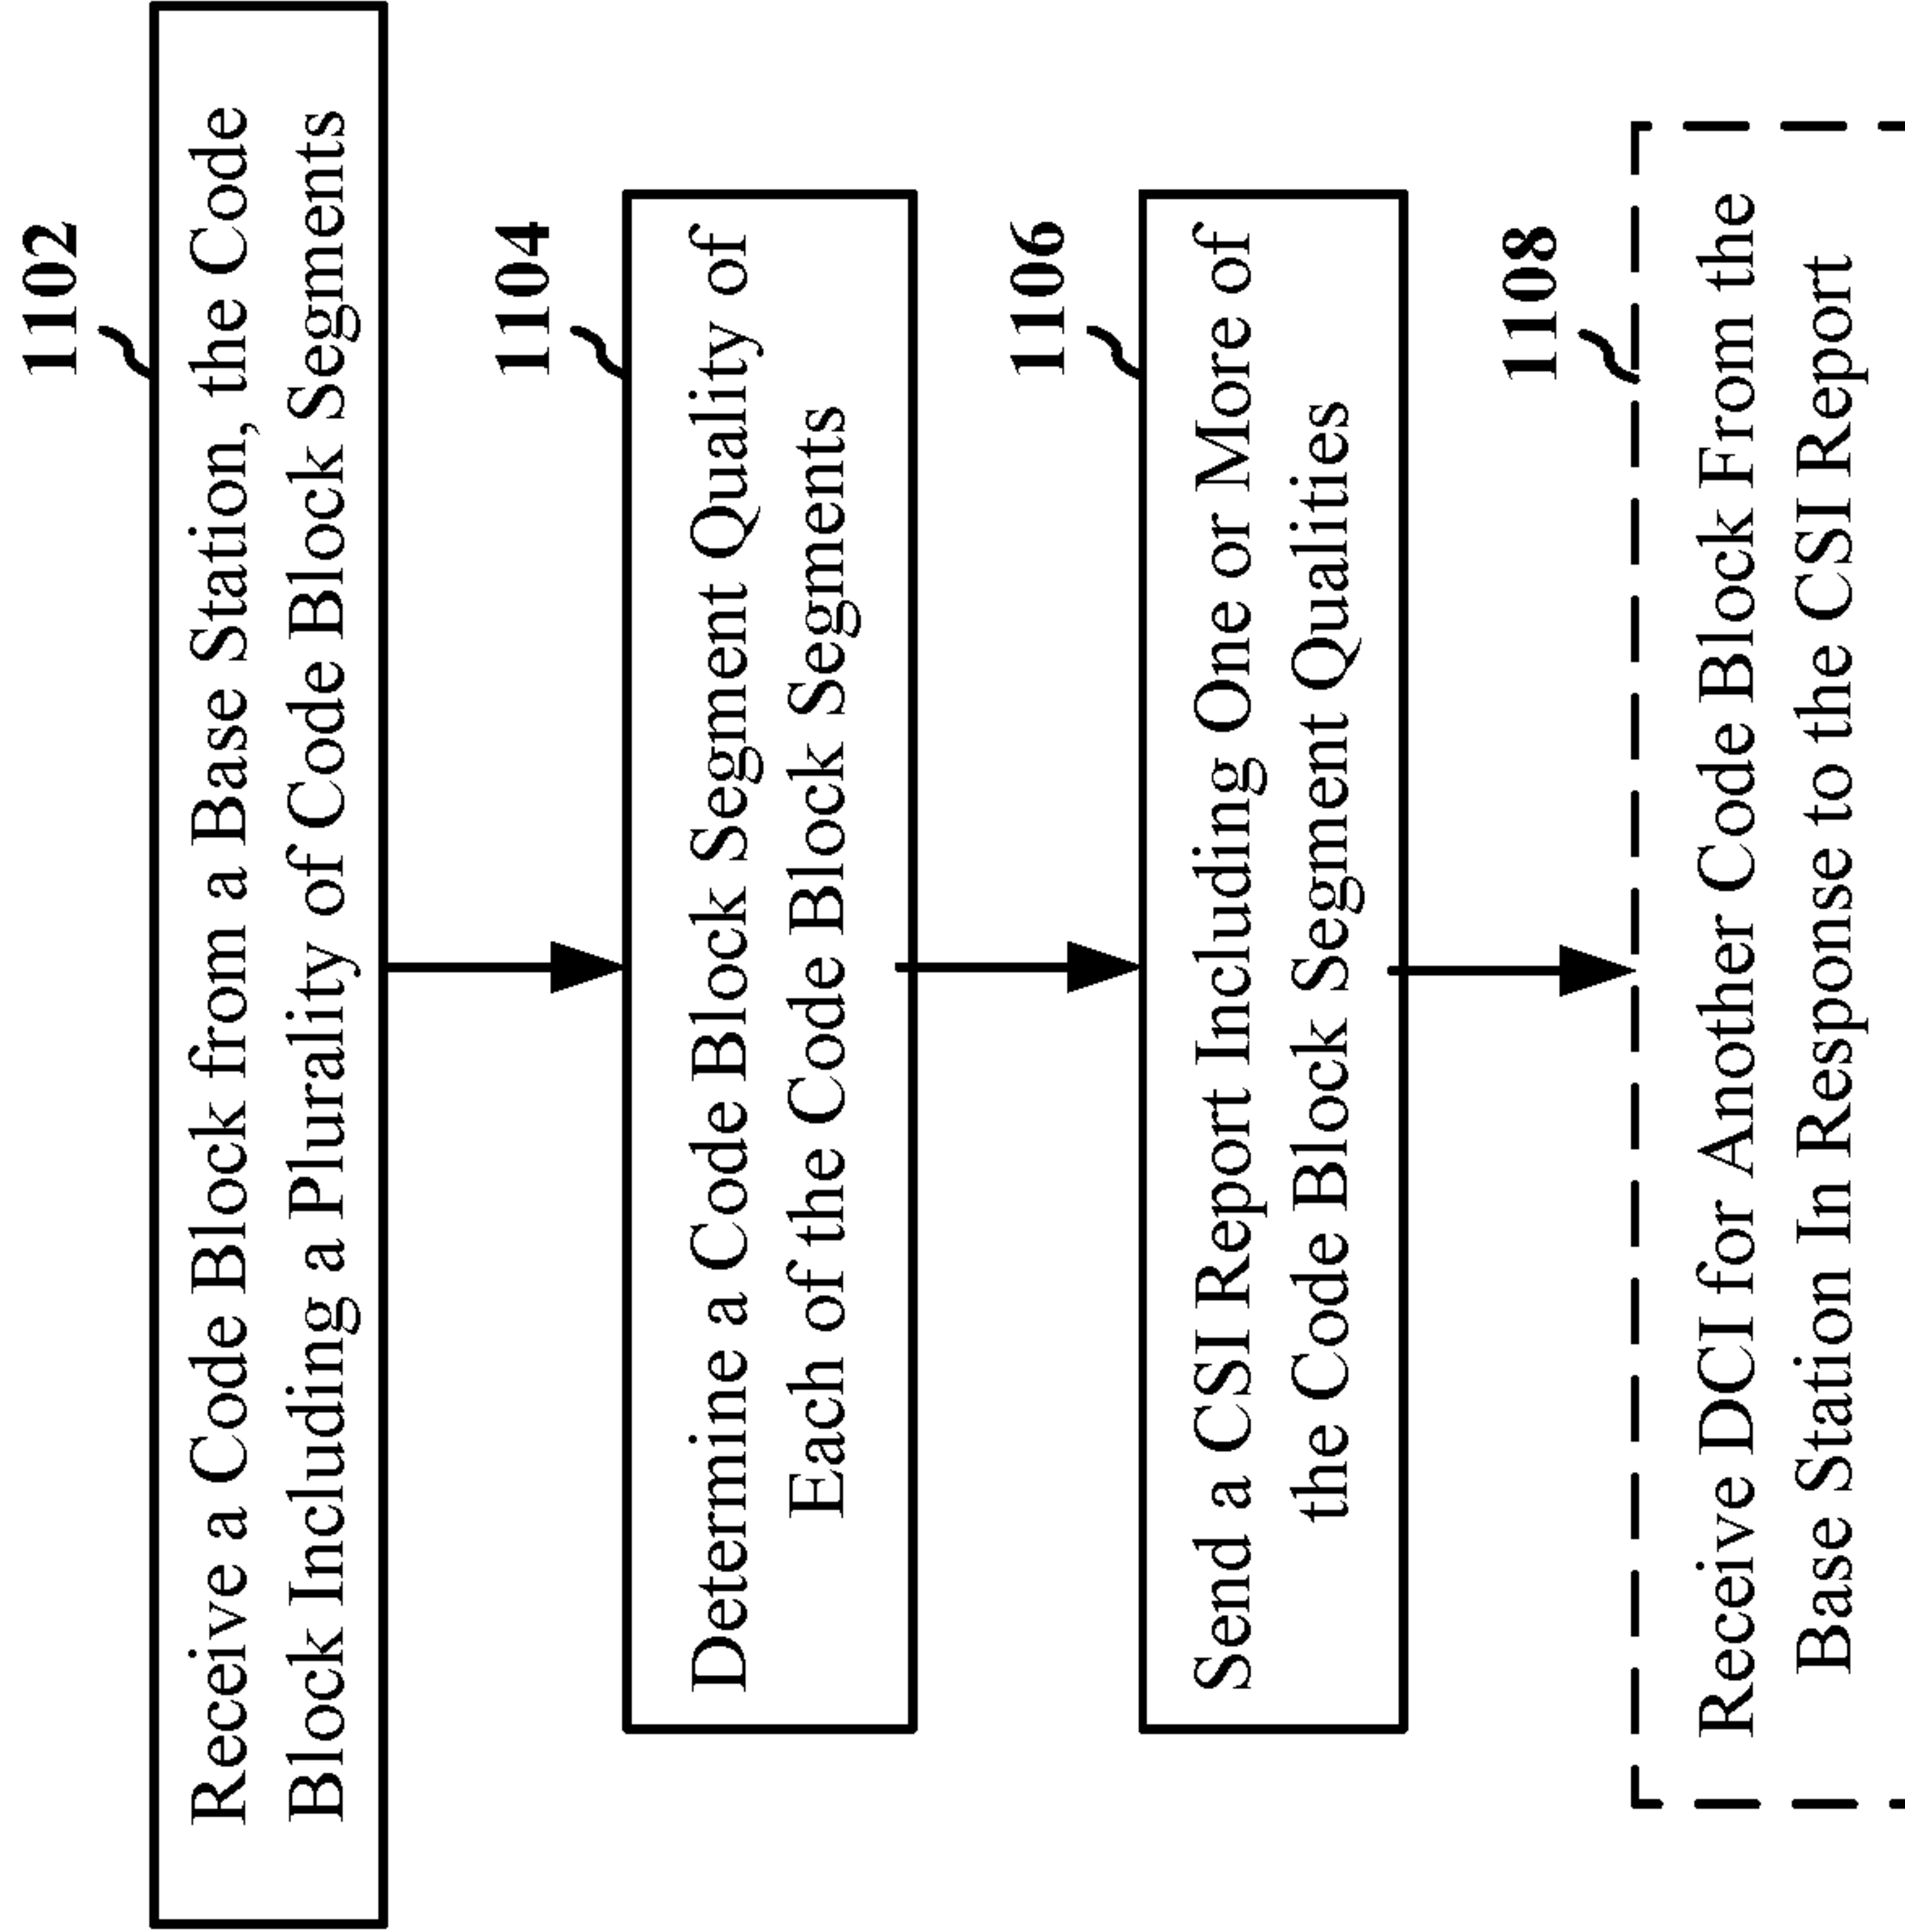 1102
Receive a Code Block from a Base Station, the Code
Block Including a Plurality of Code Block Segments
1104
Determine a Code Block Segment Quality of
Each of the Code Block Segments
1106
Send a CSI Report Including One or More of
the Code Block Segment Qualities
1108
Receive DCI for Another Code Block From the
Base Station In Response to the CSI Report